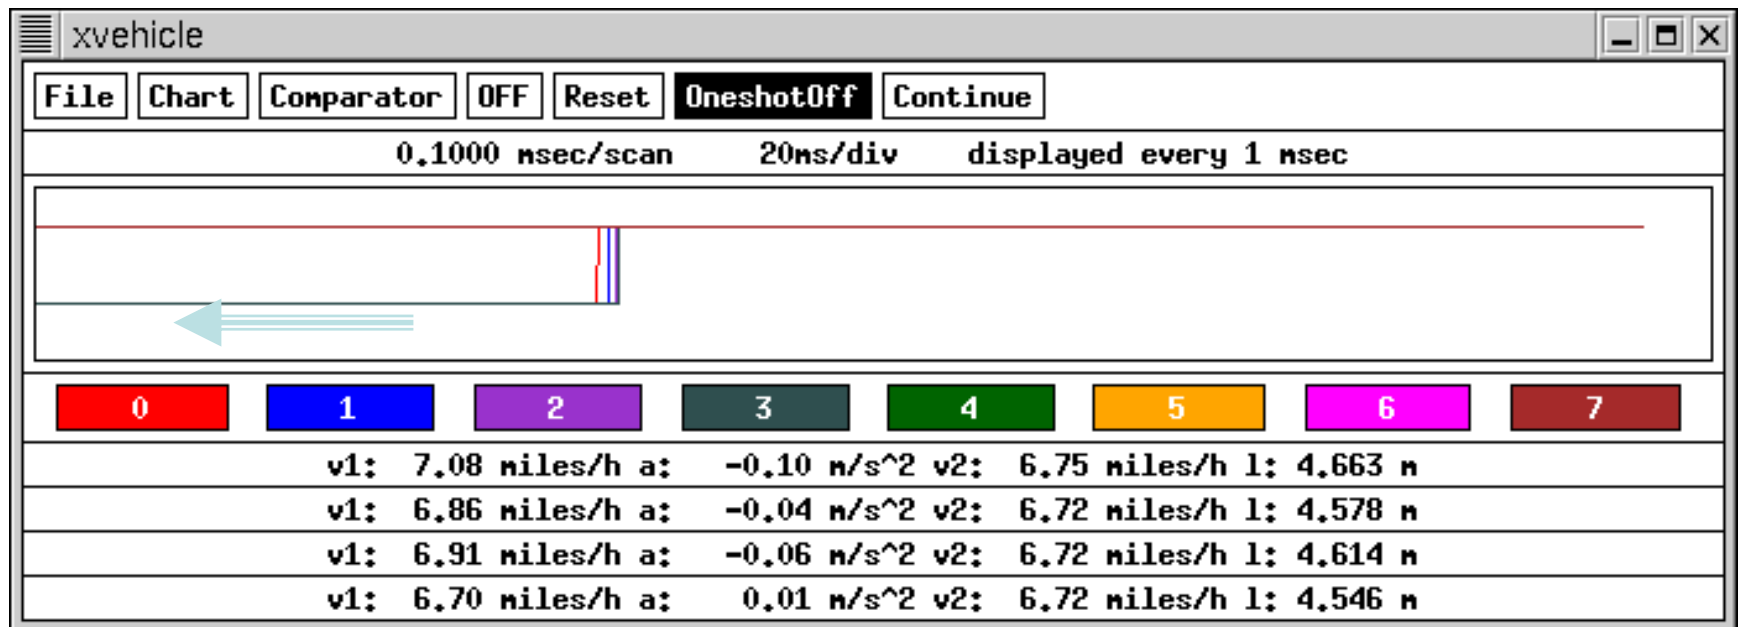 xvehicle
File Chart Comparator OFF Reset OneshotOff Continue
0.1000 msec/scan 20ms/div displayed every 1 msec
0 1 2 3 4 5 6 7
v1: 7.08 miles/h a: -0.10 m/s^2 v2: 6.75 miles/h l: 4.663 m
v1: 6.86 miles/h a: -0.04 m/s^2 v2: 6.72 miles/h l: 4.578 m
v1: 6.91 miles/h a: -0.06 m/s^2 v2: 6.72 miles/h l: 4.614 m
v1: 6.70 miles/h a: 0.01 m/s^2 v2: 6.72 miles/h l: 4.546 m